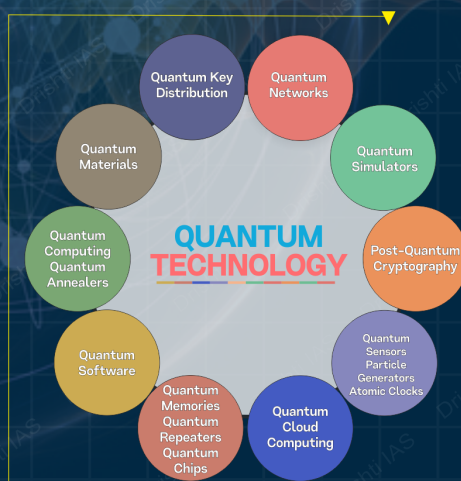 Quantum Key
Distribution
Quantum
Networks
Quantum
Materials
Quantum
Simulators
Quantum
Computing
Quantum
Annealers
QUANTUM
TECHNOLOGY
Post-Quantum
Cryptography
Quantum
Software
Quantum
Sensors
Particle
Generators
Atomic Clocks
Quantum
Memories
Quantum
Repeaters
Quantum
Chips
Quantum
Cloud
Computing